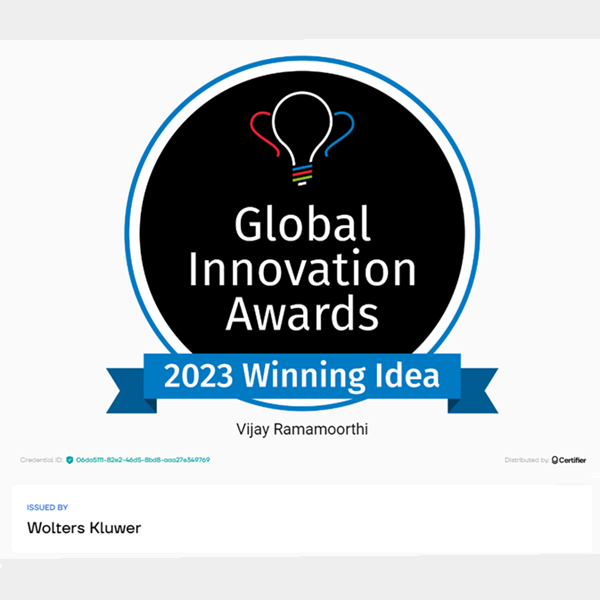 Global
Innovation
Awards
2023 Winning Idea
Vijay Ramamoorthi
Credential ID: 06da5111-82e2-46d5-8bd8-aaa27e349769
Distributed by: Certifier
ISSUED BY
Wolters Kluwer